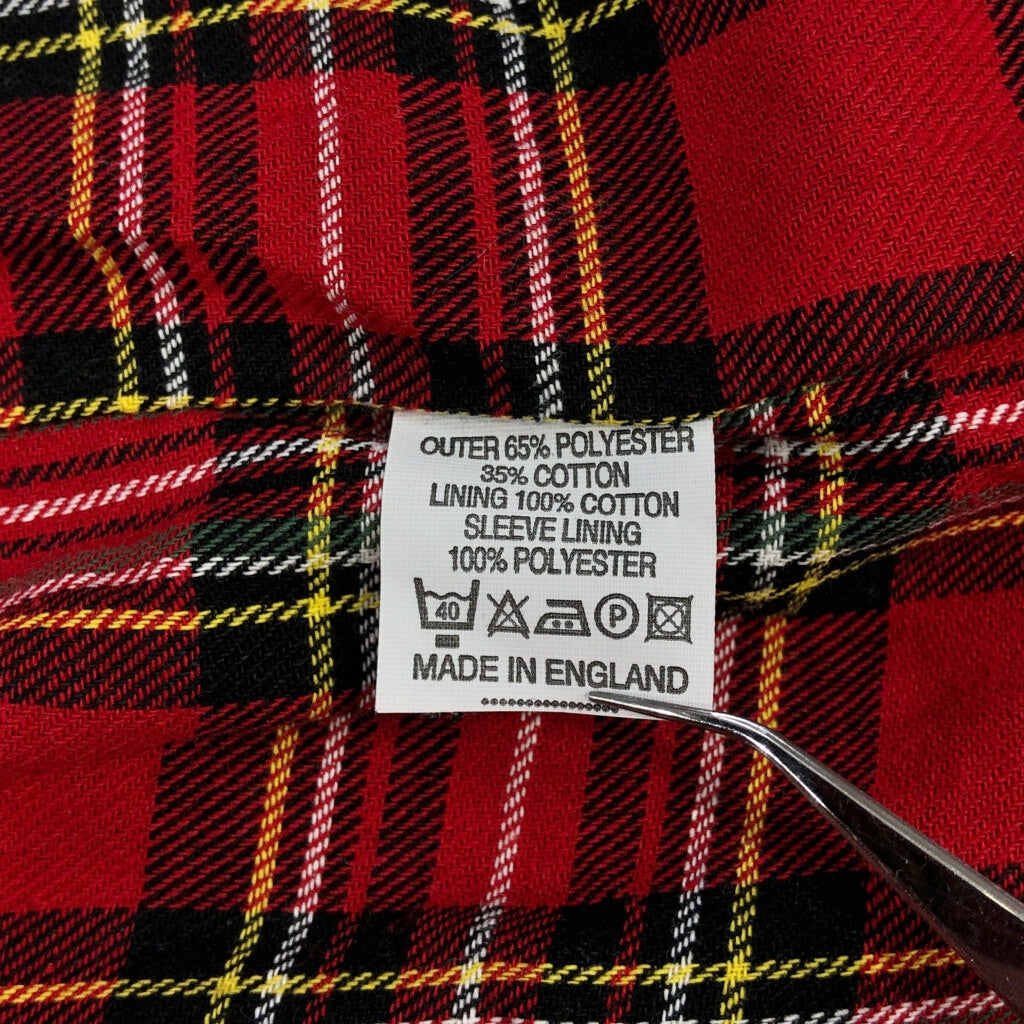 OUTER 65% POLYESTER
35% COTTON
LINING 100% COTTON
SLEEVE LINING
100% POLYESTER
40 P
MADE IN ENGLAND